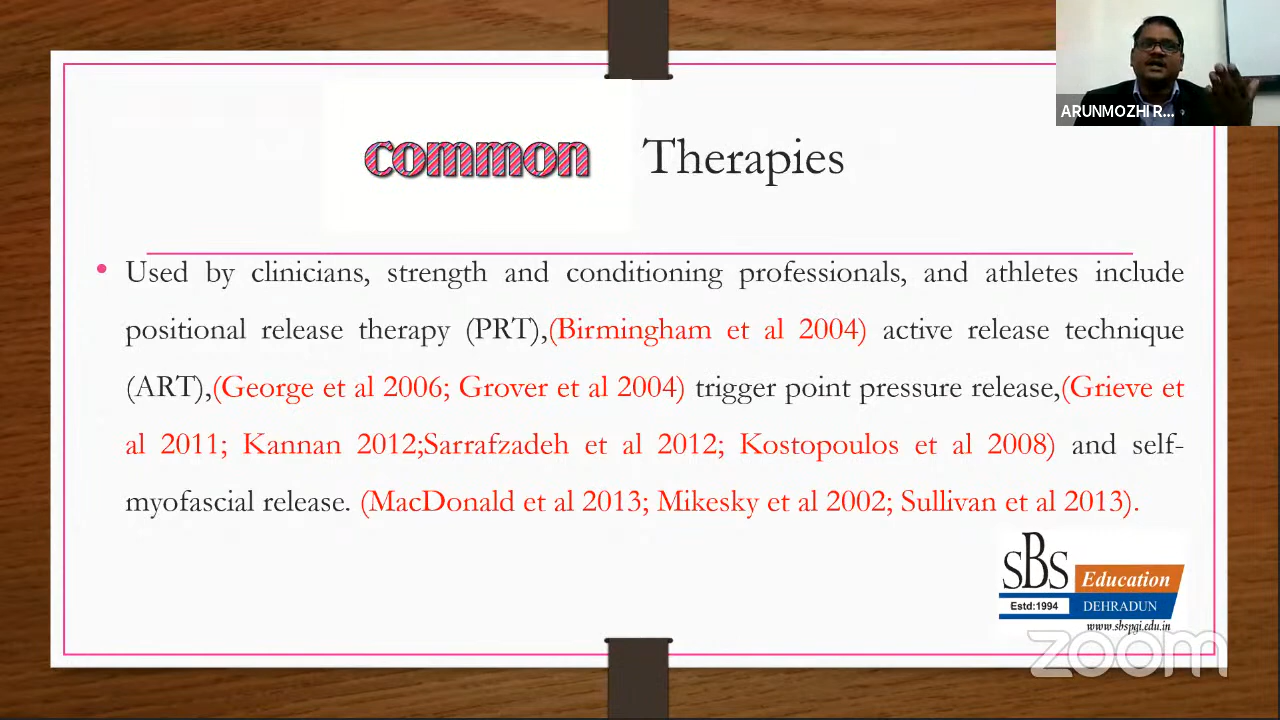 ARUNMOZHI R...
common Therapies
• Used by clinicians, strength and conditioning professionals, and athletes include
positional release therapy (PRT),(Birmingham et al 2004) active release technique
(ART),(George et al 2006; Grover et al 2004) trigger point pressure release,(Grieve et
al 2011; Kannan 2012;Sarrafzadeh et al 2012; Kostopoulos et al 2008) and self-
myofascial release. (MacDonald et al 2013; Mikesky et al 2002; Sullivan et al 2013).
SBS Education
Estd:1994 DEHRADUN
www.sbspgi.edu.in
zoom